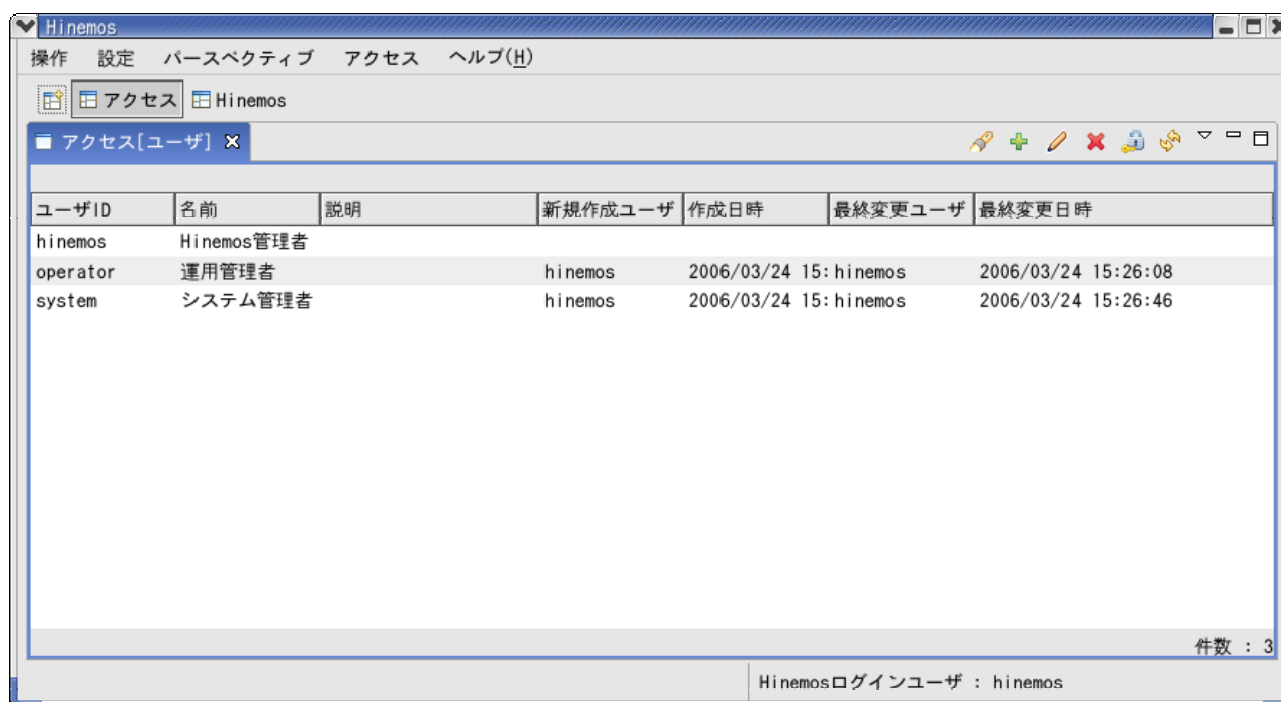 Hinemos
操作 設定 パースペクティブ アクセス ヘルプ(H)
アクセス Hinemos
アクセス[ユーザ]
ユーザID 名前 説明 新規作成ユーザ 作成日時 最終変更ユーザ 最終変更日時
hinemos Hinemos管理者
operator 運用管理者 hinemos 2006/03/24 15: hinemos 2006/03/24 15:26:08
system システム管理者 hinemos 2006/03/24 15: hinemos 2006/03/24 15:26:46
件数 : 3
Hinemosログインユーザ : hinemos